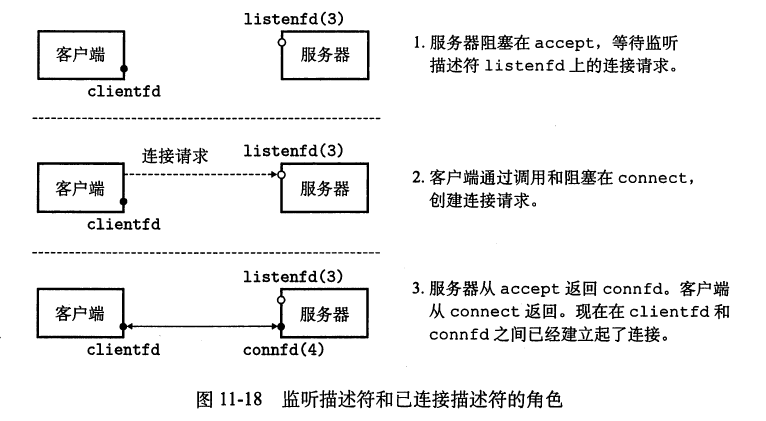 listenfd(3)
客户端
服务器
clientfd
1. 服务器阻塞在 accept，等待监听
描述符 listenfd 上的连接请求。
连接请求
listenfd(3)
客户端
服务器
clientfd
2. 客户端通过调用和阻塞在 connect，
创建连接请求。
listenfd(3)
客户端
服务器
clientfd
connfd(4)
3. 服务器从 accept 返回 connfd。客户端
从 connect 返回。现在在 clientfd 和
connfd 之间已经建立起了连接。
图 11-18 监听描述符和已连接描述符的角色